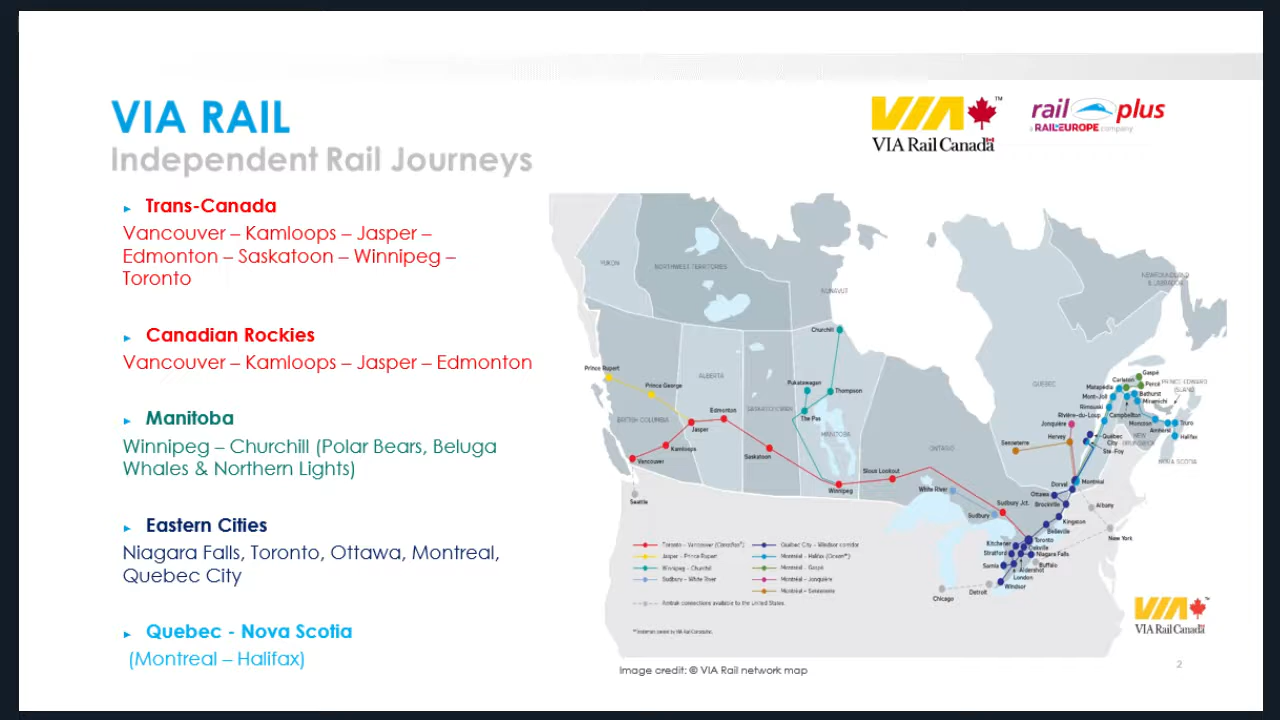 VIA RAIL
Independent Rail Journeys
VIA™
VIA Rail Canada
rail plus
a RAILEUROPE company
▸ Trans-Canada
Vancouver – Kamloops – Jasper –
Edmonton – Saskatoon – Winnipeg –
Toronto
▸ Canadian Rockies
Vancouver – Kamloops – Jasper – Edmonton
▸ Manitoba
Winnipeg – Churchill (Polar Bears, Beluga
Whales & Northern Lights)
▸ Eastern Cities
Niagara Falls, Toronto, Ottawa, Montreal,
Quebec City
▸ Quebec - Nova Scotia
(Montreal – Halifax)
YUKON
NORTHWEST TERRITORIES
NUNAVUT
NEWFOUNDLAND
& LABRADOR
Churchill
Prince Rupert
Prince George
ALBERTA
BRITISH COLUMBIA
SASKATCHEWAN
MANITOBA
ONTARIO
QUEBEC
Pukatawagan
Thompson
The Pas
Edmonton
Jasper
Kamloops
Vancouver
Saskatoon
Seattle
Winnipeg
Sioux Lookout
White River
Sudbury
Sudbury Jct.
Gaspé
Carleton
Percé
PRINCE EDWARD
ISLAND
Matapédia
Bathurst
Mont-Joli
Miramichi
Rimouski
Campbellton
Rivière-du-Loup
Jonquière
Moncton
Truro
Amherst
Hervey
Senneterre
Québec
City
Ste-Foy
NEW
BRUNSWICK
Halifax
NOVA SCOTIA
Dorval
Montréal
Ottawa
Brockville
Albany
Kingston
Belleville
New York
Toronto
Kitchener
Oakville
Stratford
Niagara Falls
Buffalo
Sarnia
Aldershot
London
Windsor
Detroit
Chicago
Toronto - Vancouver (Canadian)
Jasper - Prince Rupert
Winnipeg - Churchill
Sudbury - White River
Québec City - Windsor corridor
Montréal - Halifax (Ocean)
Montréal - Gaspé
Montréal - Jonquière
Montréal - Senneterre
Amtrak connections available to the United States.
VIA™
VIA Rail Canada
Image credit: © VIA Rail network map
2